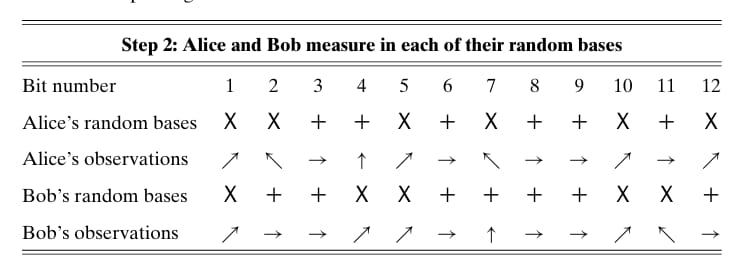 Step 2: Alice and Bob measure in each of their random bases
Bit number 1 2 3 4 5 6 7 8 9 10 11 12
Alice’s random bases X X + + X + X + + X + X
Alice’s observations ↗ ↖ → ↑ ↗ → ↖ → → ↗ → ↗
Bob’s random bases X + + X X + + + + X X +
Bob’s observations ↗ → → ↗ ↗ → ↑ → → ↗ ↖ →